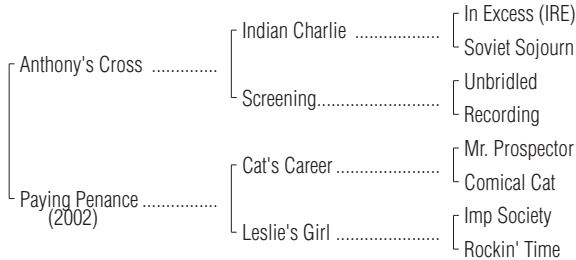 In Excess (IRE)
Indian Charlie ..................
Soviet Sojourn
Anthony's Cross ..............
Unbridled
Screening..........................
Recording
Mr. Prospector
Cat's Career ......................
Comical Cat
Paying Penance ................
(2002)
Imp Society
Leslie's Girl ......................
Rockin' Time